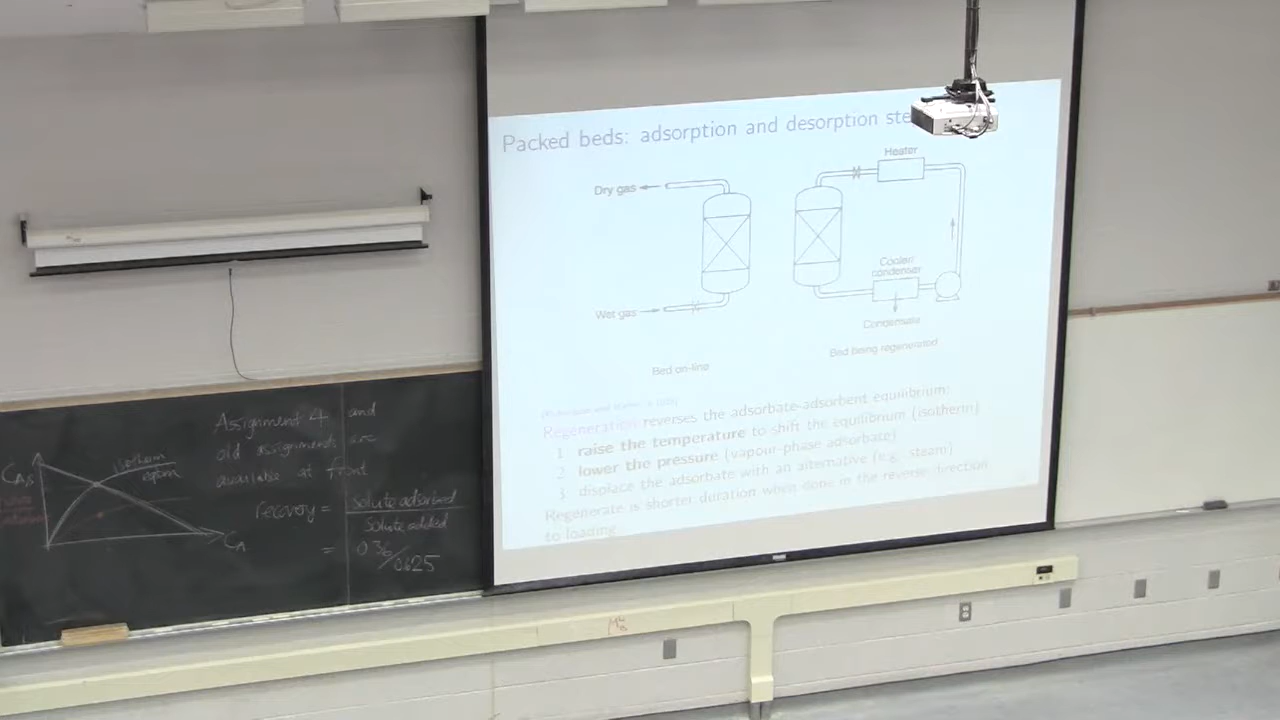 Packed beds: adsorption and desorption ste
Heater
Dry gas
Cooler/
condenser
Wet gas
Condensate
Bed being regenerated
Bed on-line
Regeneration reverses the adsorbate-adsorbent equilibrium:
1 raise the temperature to shift the equilibrium (isotherm)
2 lower the pressure (vapour-phase adsorbate)
3 displace the adsorbate with an alternative (e.g. steam)
Regenerate is shorter duration when done in the reverse direction
to loading
Assignment 4 and
old assignments are
available at front
isotherm
CAS
CA
recovery = solute adsorbed
solute added
= 0.36/0.625